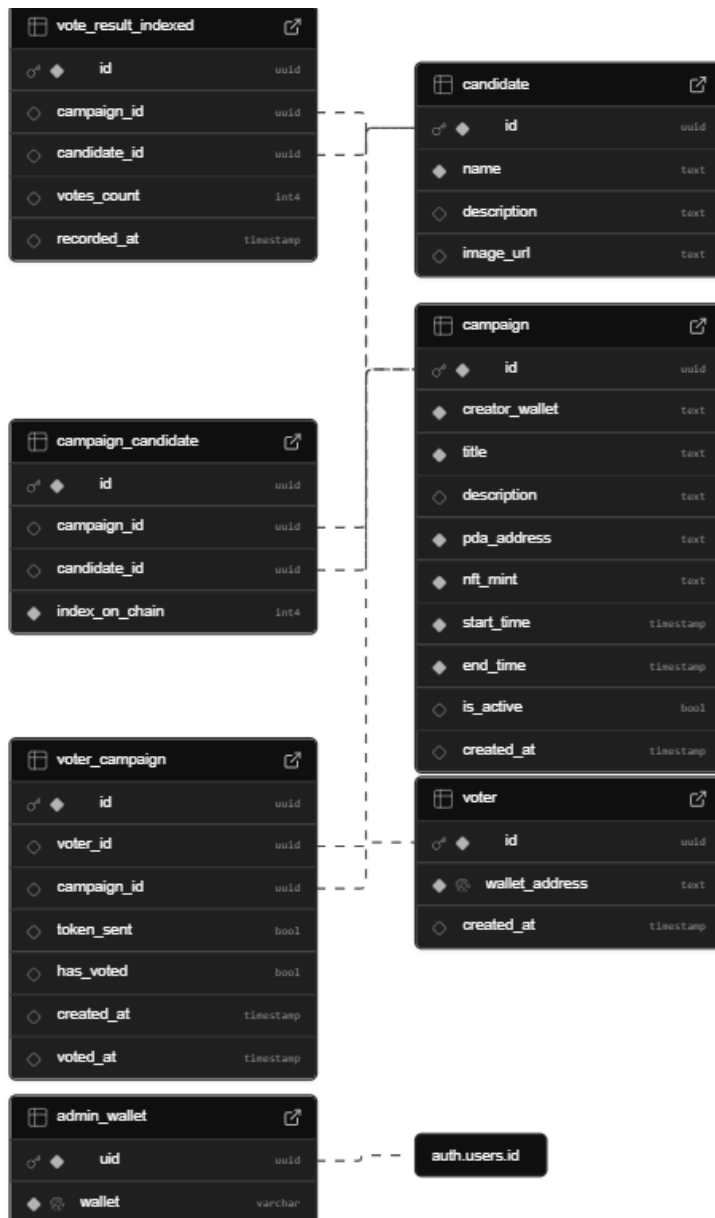 vote_result_indexed
id uuid
campaign_id uuid
candidate_id uuid
votes_count int4
recorded_at timestamp
candidate
id uuid
name text
description text
image_url text
campaign
id uuid
creator_wallet text
title text
description text
pda_address text
nft_mint text
start_time timestamp
end_time timestamp
is_active bool
created_at timestamp
campaign_candidate
id uuid
campaign_id uuid
candidate_id uuid
index_on_chain int4
voter_campaign
id uuid
voter_id uuid
campaign_id uuid
token_sent bool
has_voted bool
created_at timestamp
voted_at timestamp
voter
id uuid
wallet_address text
created_at timestamp
admin_wallet
uid uuid
wallet varchar
auth.users.id